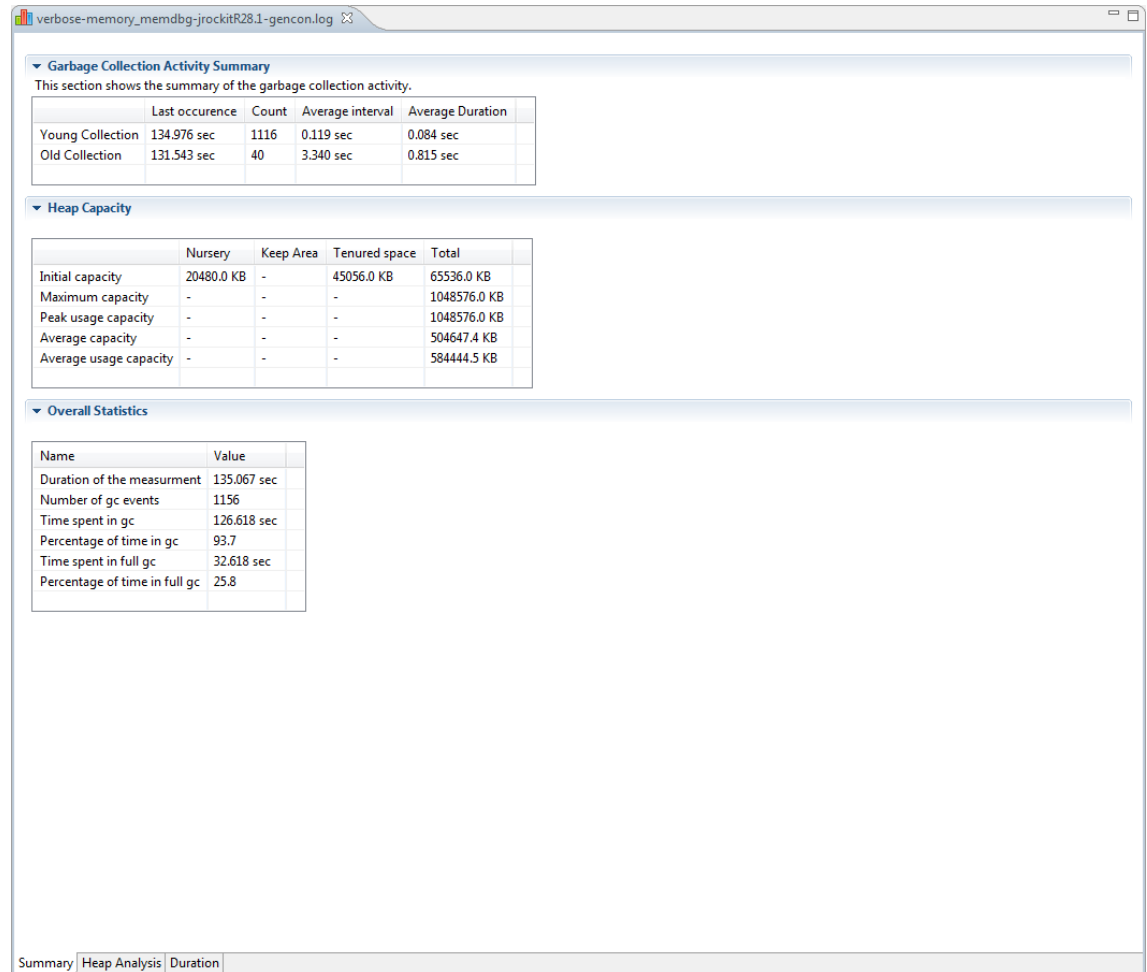 verbose-memory_memdbg-jrockitR28.1-gencon.log
Garbage Collection Activity Summary
This section shows the summary of the garbage collection activity.
Last occurence Count Average interval Average Duration
Young Collection 134.976 sec 1116 0.119 sec 0.084 sec
Old Collection 131.543 sec 40 3.340 sec 0.815 sec
Heap Capacity
Nursery Keep Area Tenured space Total
Initial capacity 20480.0 KB - 45056.0 KB 65536.0 KB
Maximum capacity - - - 1048576.0 KB
Peak usage capacity - - - 1048576.0 KB
Average capacity - - - 504647.4 KB
Average usage capacity - - - 584444.5 KB
Overall Statistics
Name Value
Duration of the measurment 135.067 sec
Number of gc events 1156
Time spent in gc 126.618 sec
Percentage of time in gc 93.7
Time spent in full gc 32.618 sec
Percentage of time in full gc 25.8
Summary Heap Analysis Duration